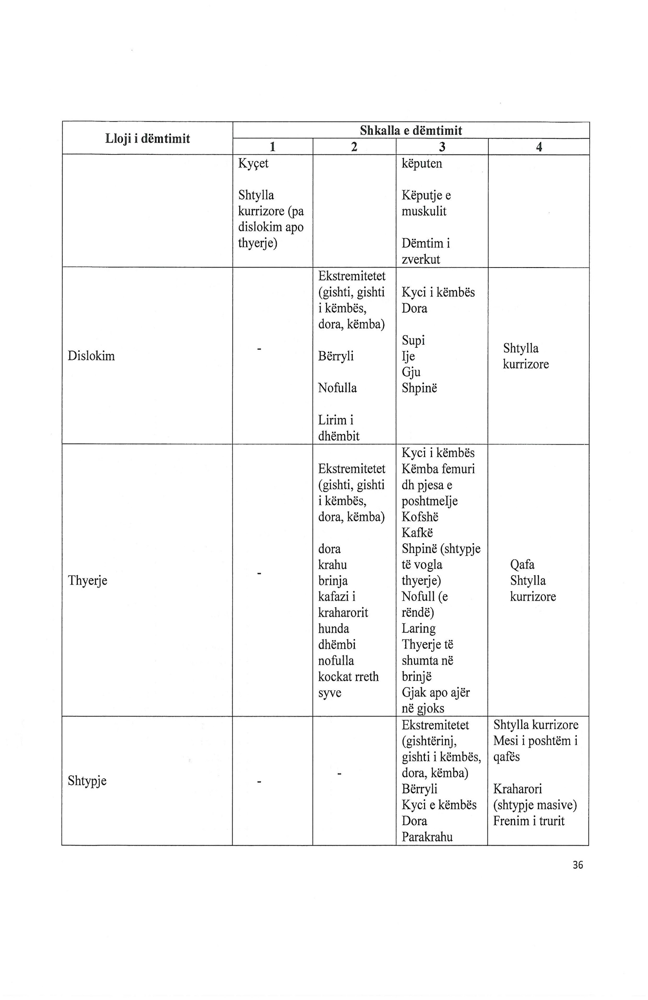 Lloji i dëmtimit
Shkalla e dëmtimit
1
2
3
4
Kyçet
Shtylla
kurrizore (pa
dislokim apo
thyerje)
këputen
Këputje e
muskulit
Dëmtim i
zverkut
Dislokim
-
Ekstremitetet
(gishti, gishti
i këmbës,
dora, këmba)
Bërryli
Nofulla
Lirim i
dhëmbit
Kyci i këmbës
Dora
Supi
Ije
Gju
Shpinë
Shtylla
kurrizore
Thyerje
-
Ekstremitetet
(gishti, gishti
i këmbës,
dora, këmba)
dora
krahu
brinja
kafazi i
kraharorit
hunda
dhëmbi
nofulla
kockat rreth
syve
Kyci i këmbës
Këmba femuri
dh pjesa e
poshtmeIje
Kofshë
Kafkë
Shpinë (shtypje
të vogla
thyerje)
Nofull (e
rëndë)
Laring
Thyerje të
shumta në
brinjë
Gjak apo ajër
në gjoks
Qafa
Shtylla
kurrizore
Shtypje
-
-
Ekstremitetet
(gishtërinj,
gishti i këmbës,
dora, këmba)
Bërryli
Kyci e këmbës
Dora
Parakrahu
Shtylla kurrizore
Mesi i poshtëm i
qafës
Kraharori
(shtypje masive)
Frenim i trurit
36